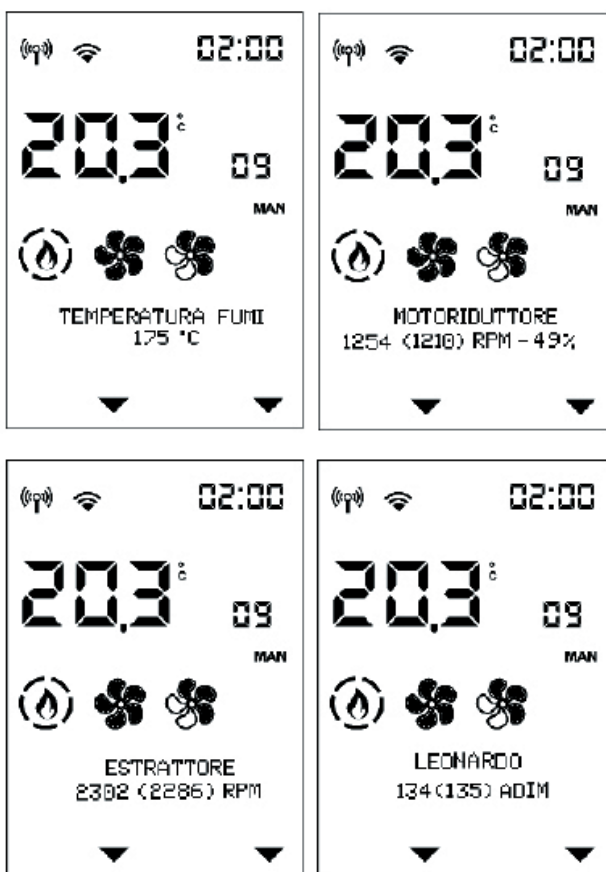 02:00
20.3 °C
09
MAN
TEMPERATURA FUMI
175 °C
02:00
20.3 °C
09
MAN
MOTORIDUTTORE
1254 (1210) RPM - 49%
02:00
20.3 °C
09
MAN
ESTRATTORE
2302 (2286) RPM
02:00
20.3 °C
09
MAN
LEONARDO
134 (135) ADIM